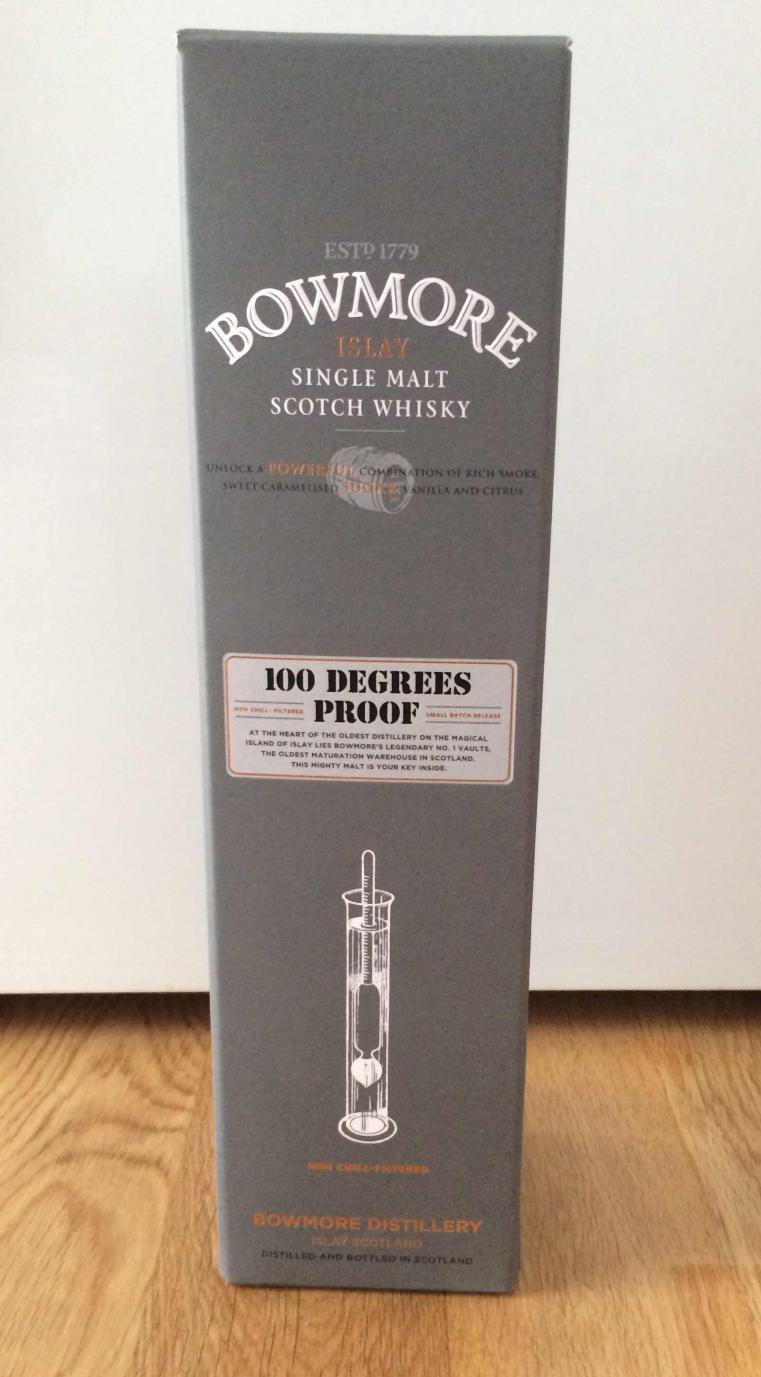 ESTD 1779
BOWMORE
ISLAY
SINGLE MALT
SCOTCH WHISKY
UNLOCK A POWERFUL COMBINATION OF RICH SMOKE,
SWEET CARAMELISED SUGAR, VANILLA AND CITRUS
100 DEGREES
NON CHILL-FILTERED PROOF SMALL BATCH RELEASE
AT THE HEART OF THE OLDEST DISTILLERY ON THE MAGICAL
ISLAND OF ISLAY LIES BOWMORE'S LEGENDARY NO. 1 VAULTS,
THE OLDEST MATURATION WAREHOUSE IN SCOTLAND.
THIS MIGHTY MALT IS YOUR KEY INSIDE.
NON CHILL-FILTERED
BOWMORE DISTILLERY
ISLAY SCOTLAND
DISTILLED AND BOTTLED IN SCOTLAND